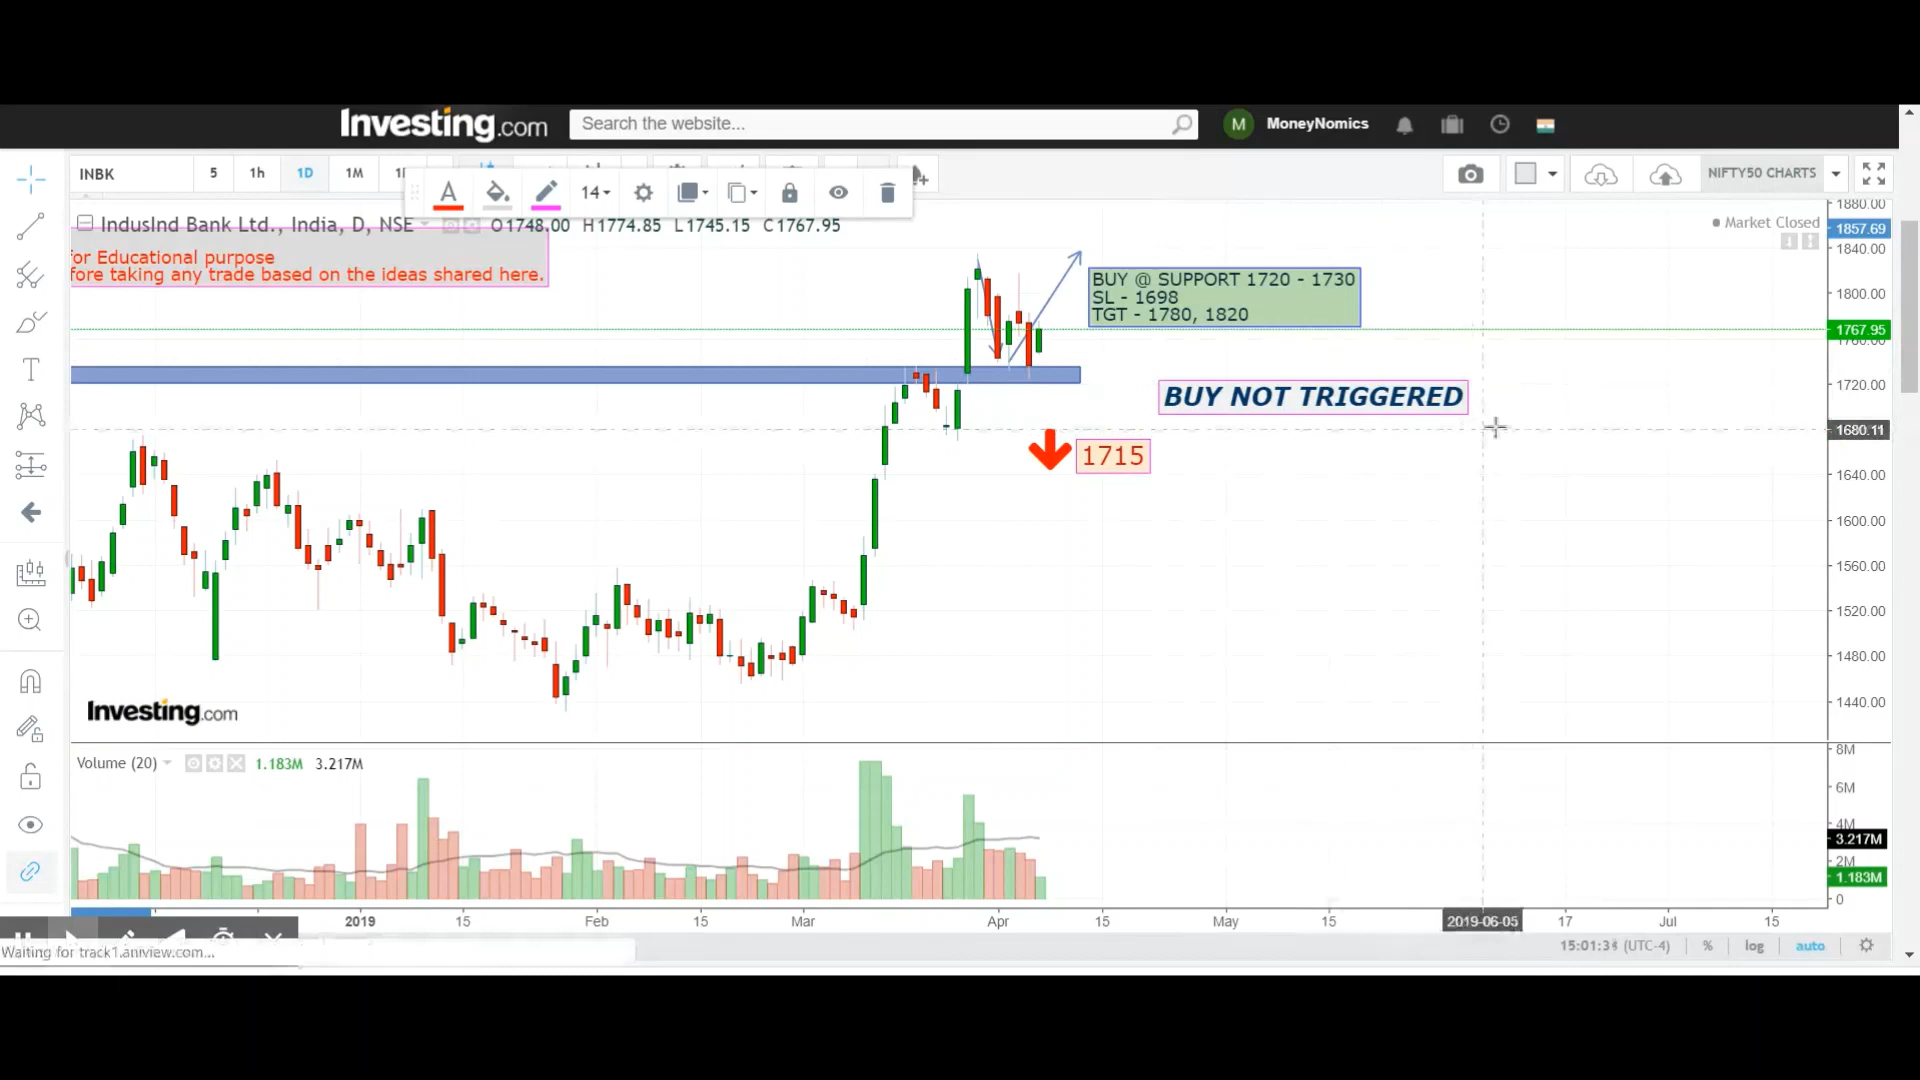 Investing.com
Search the website...
M MoneyNomics
INBK 5 1h 1D 1M
A 14
NIFTY50 CHARTS
IndusInd Bank Ltd., India, D, NSE O1748.00 H1774.85 L1745.15 C1767.95
Market Closed
for Educational purpose
fore taking any trade based on the ideas shared here.
BUY @ SUPPORT 1720 - 1730
SL - 1698
TGT - 1780, 1820
BUY NOT TRIGGERED
1715
1880.00
1857.69
1840.00
1800.00
1767.95
1760.00
1720.00
1680.11
1640.00
1600.00
1560.00
1520.00
1480.00
1440.00
Investing.com
Volume (20) 1.183M 3.217M
8M
6M
4M
3.217M
2M
1.183M
0
2019 15 Feb 15 Mar Apr 15 May 15 2019-06-05 17 Jul 15
Waiting for track1.aniview.com...
(UTC-4) % log auto